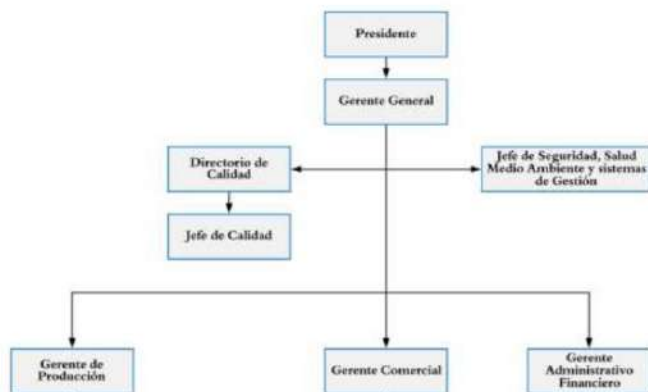 Presidente
Gerente General
Directorio de
Calidad
Jefe de Seguridad, Salud
Medio Ambiente y sistemas
de Gestión
Jefe de Calidad
Gerente de
Producción
Gerente Comercial
Gerente
Administrativo
Financiero